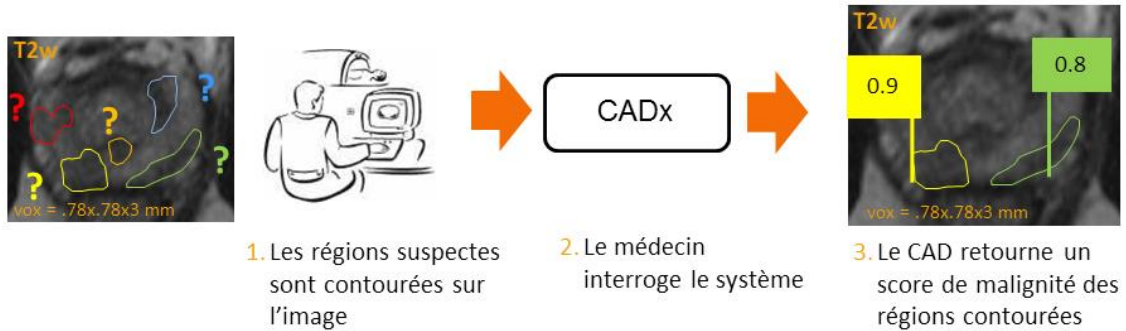 T2w
?
?
?
?
?
vox = .78x.78x3 mm
CADx
T2w
0.9
0.8
vox = .78x.78x3 mm
1. Les régions suspectes
sont contourées sur
l'image
2. Le médecin
interroge le système
3. Le CAD retourne un
score de malignité des
régions contourées